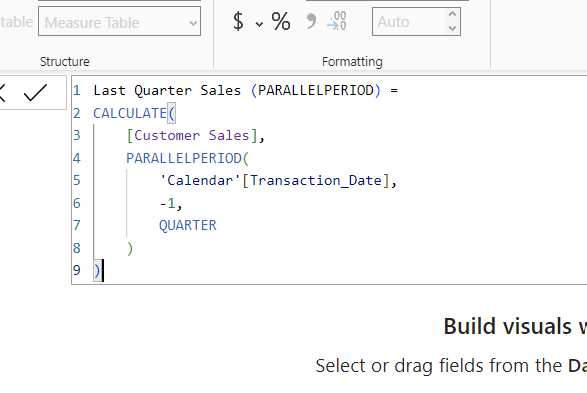 table Measure Table
$ % , .00 →0 Auto
Structure
Formatting
1 Last Quarter Sales (PARALLELPERIOD) =
2 CALCULATE(
3 [Customer Sales],
4 PARALLELPERIOD(
5 'Calendar'[Transaction_Date],
6 -1,
7 QUARTER
8 )
9 )
Build visuals w
Select or drag fields from the Da